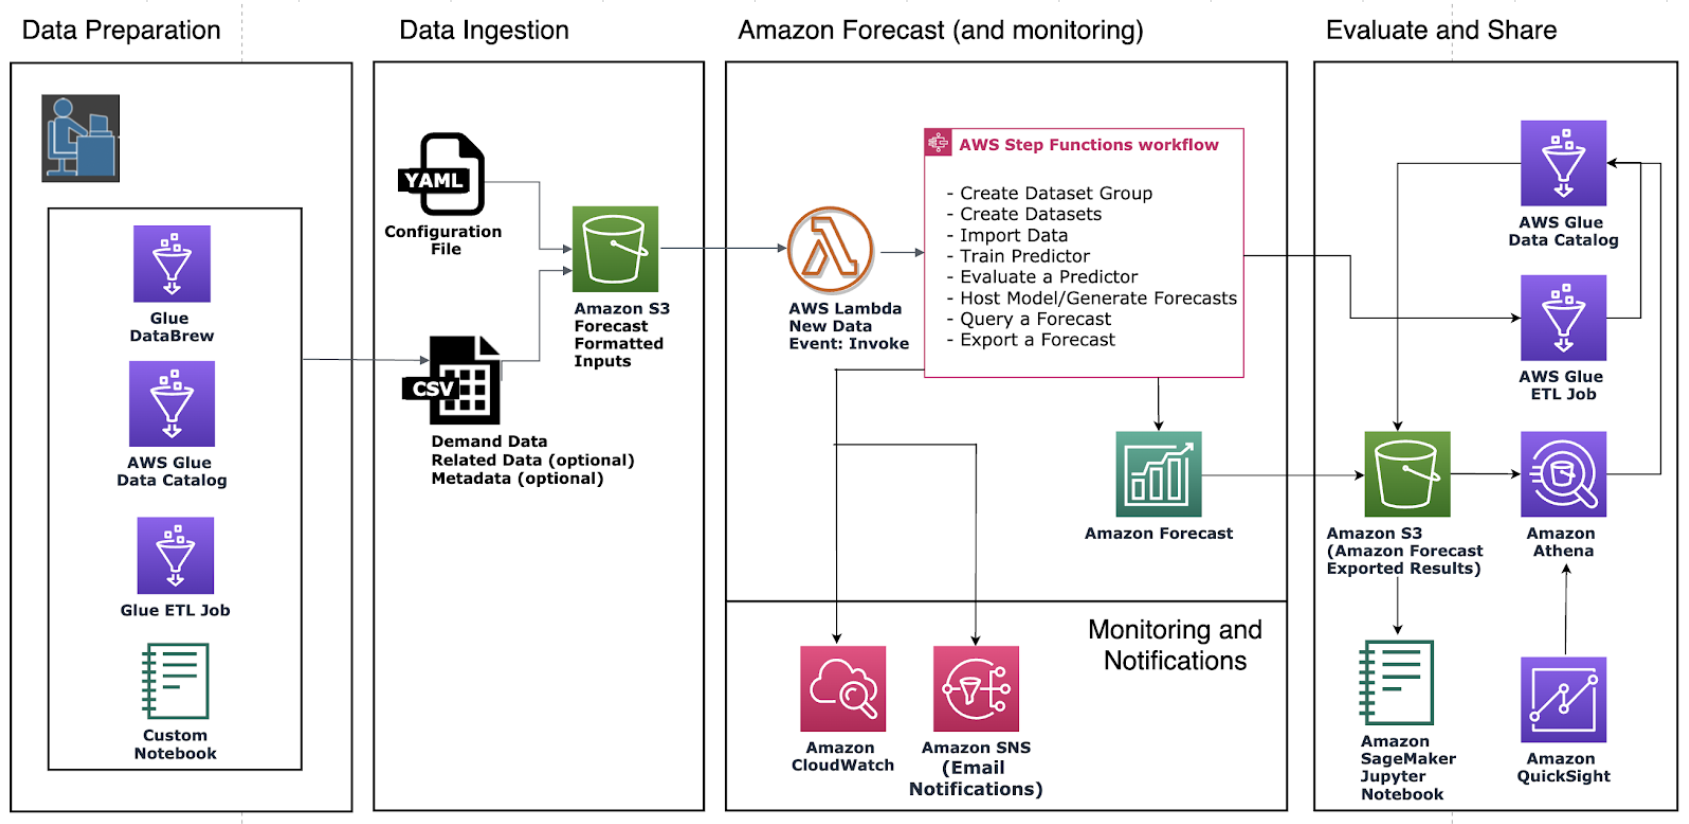 Data Preparation
Glue
DataBrew
AWS Glue
Data Catalog
Glue ETL Job
Custom
Notebook
Data Ingestion
YAML
Configuration
File
CSV
Demand Data
Related Data (optional)
Metadata (optional)
Amazon S3
Forecast
Formatted
Inputs
Amazon Forecast (and monitoring)
AWS Lambda
New Data
Event: Invoke
AWS Step Functions workflow
- Create Dataset Group
- Create Datasets
- Import Data
- Train Predictor
- Evaluate a Predictor
- Host Model/Generate Forecasts
- Query a Forecast
- Export a Forecast
Amazon Forecast
Monitoring and
Notifications
Amazon
CloudWatch
Amazon SNS
(Email
Notifications)
Evaluate and Share
AWS Glue
Data Catalog
AWS Glue
ETL Job
Amazon S3
(Amazon Forecast
Exported Results)
Amazon
Athena
Amazon
SageMaker
Jupyter
Notebook
Amazon
QuickSight